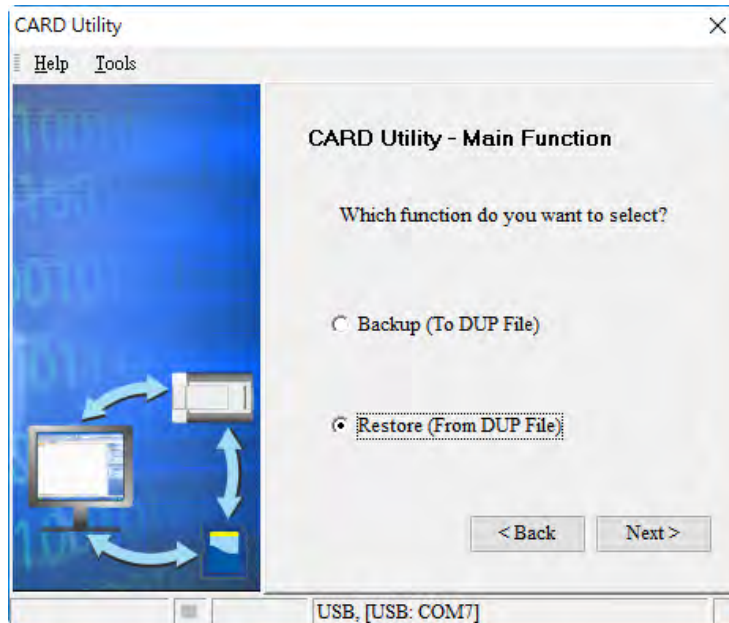 CARD Utility
Help Tools
CARD Utility - Main Function
Which function do you want to select?
Backup (To DUP File)
Restore (From DUP File)
< Back Next >
USB, [USB: COM7]